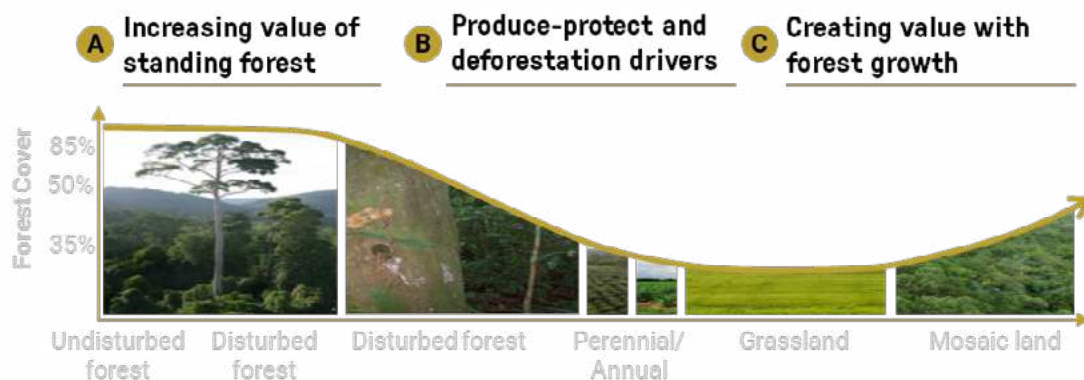 A Increasing value of
standing forest
B Produce-protect and
deforestation drivers
C Creating value with
forest growth
Forest Cover
85%
50%
35%
Undisturbed
forest
Disturbed
forest
Disturbed forest
Perennial/
Annual
Grassland
Mosaic land